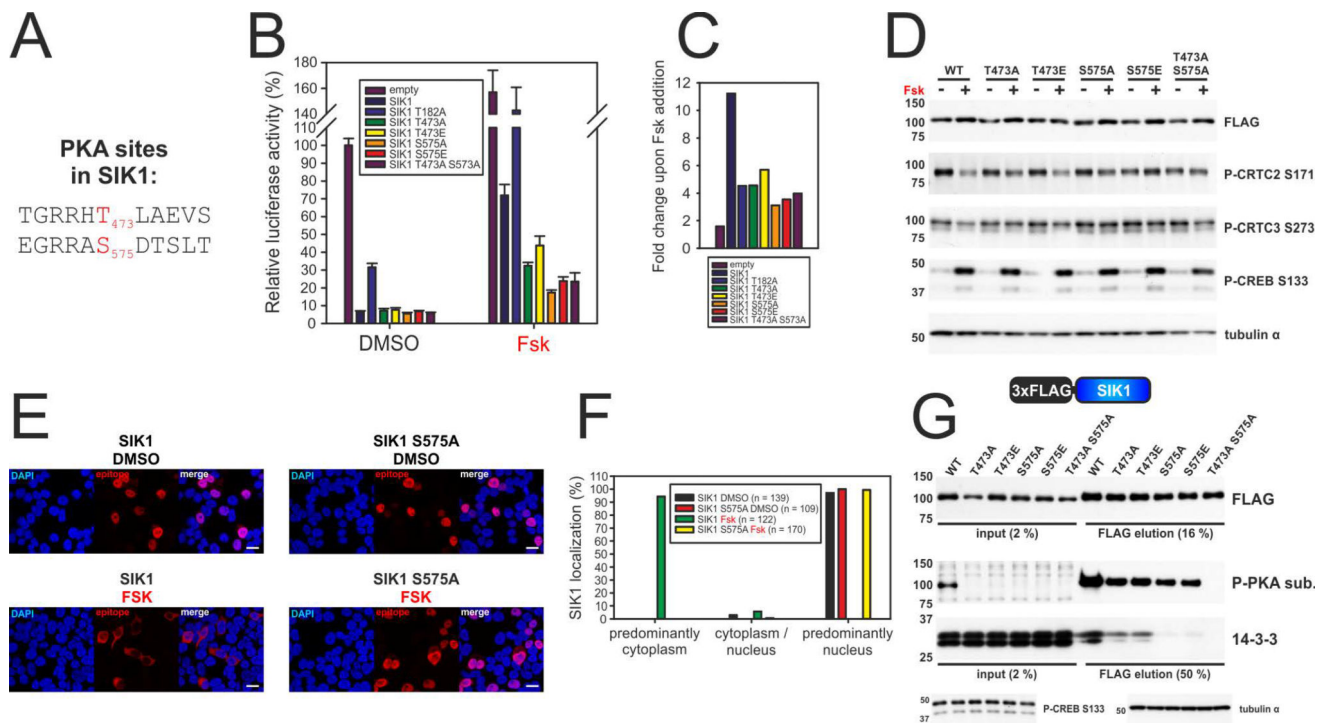 A
PKA sites
in SIK1:
TGRRHT473LAEVS
EGRRAS575DTSLT
B
Relative luciferase activity (%)
180
160
140
110
100
90
80
70
60
50
40
30
20
10
0
empty
SIK1
SIK1 T182A
SIK1 T473A
SIK1 T473E
SIK1 S575A
SIK1 S575E
SIK1 T473A S573A
DMSO
Fsk
C
Fold change upon Fsk addition
12
10
8
6
4
2
0
empty
SIK1
SIK1 T182A
SIK1 T473A
SIK1 T473E
SIK1 S575A
SIK1 S575E
SIK1 T473A S573A
D
WT T473A T473E S575A S575E T473A S575A
Fsk - + - + - + - + - + - +
150
100
FLAG
100
75
P-CRTC2 S171
100
75
P-CRTC3 S273
50
37
P-CREB S133
50
tubulin α
E
SIK1
DMSO
DAPI epitope merge
SIK1 S575A
DMSO
DAPI epitope merge
SIK1
FSK
DAPI epitope merge
SIK1 S575A
FSK
DAPI epitope merge
F
SIK1 localization (%)
110
100
90
80
70
60
50
40
30
20
10
0
SIK1 DMSO (n = 139)
SIK1 S575A DMSO (n = 109)
SIK1 Fsk (n = 122)
SIK1 S575A Fsk (n = 170)
predominantly
cytoplasm
cytoplasm /
nucleus
predominantly
nucleus
G
3xFLAG SIK1
WT T473A T473E S575A S575E T473A S575A WT T473A T473E S575A S575E T473A S575A
150
100
75
FLAG
input (2 %) FLAG elution (16 %)
150
100
75
P-PKA sub.
37
25
14-3-3
input (2 %) FLAG elution (50 %)
50
37
P-CREB S133
50
tubulin α